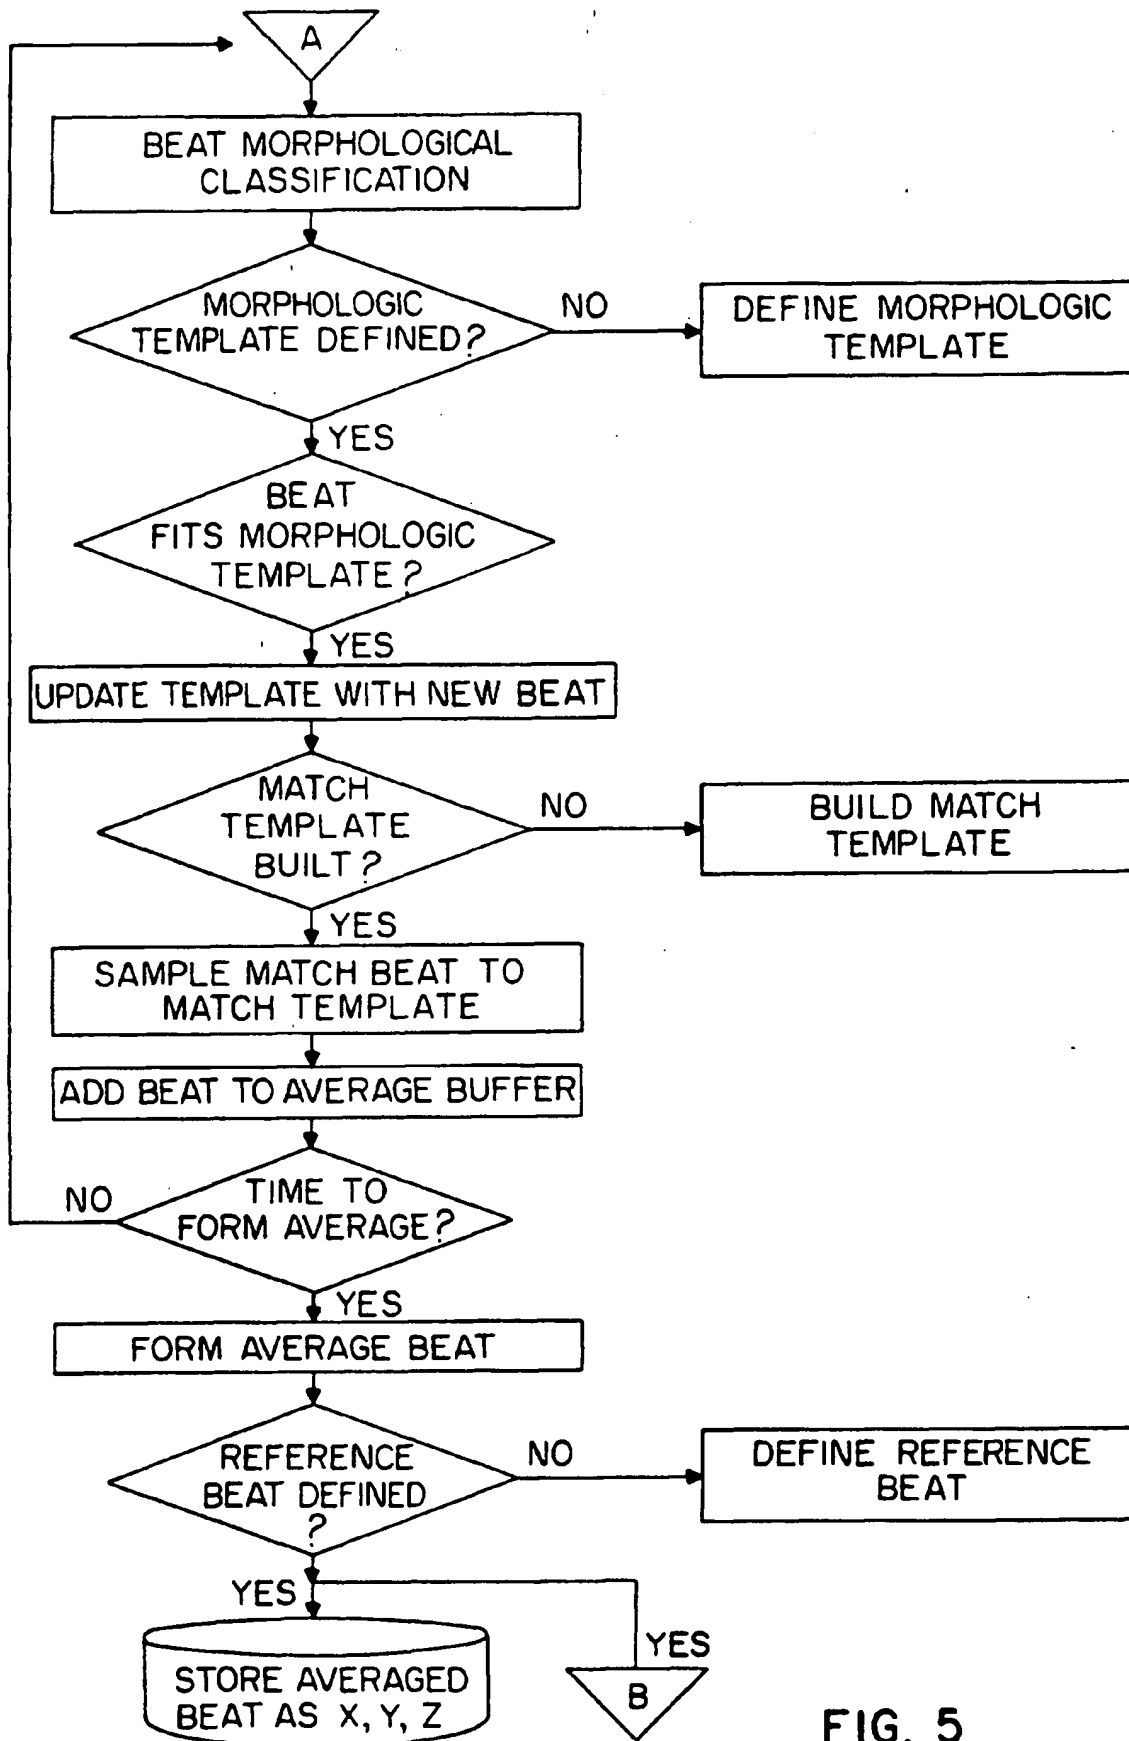 A
BEAT MORPHOLOGICAL
CLASSIFICATION
MORPHOLOGIC
TEMPLATE DEFINED?
NO
DEFINE MORPHOLOGIC
TEMPLATE
YES
BEAT
FITS MORPHOLOGIC
TEMPLATE?
YES
UPDATE TEMPLATE WITH NEW BEAT
MATCH
TEMPLATE
BUILT?
NO
BUILD MATCH
TEMPLATE
YES
SAMPLE MATCH BEAT TO
MATCH TEMPLATE
ADD BEAT TO AVERAGE BUFFER
NO
TIME TO
FORM AVERAGE?
YES
FORM AVERAGE BEAT
REFERENCE
BEAT DEFINED
?
NO
DEFINE REFERENCE
BEAT
YES
STORE AVERAGED
BEAT AS X, Y, Z
YES
B
FIG. 5